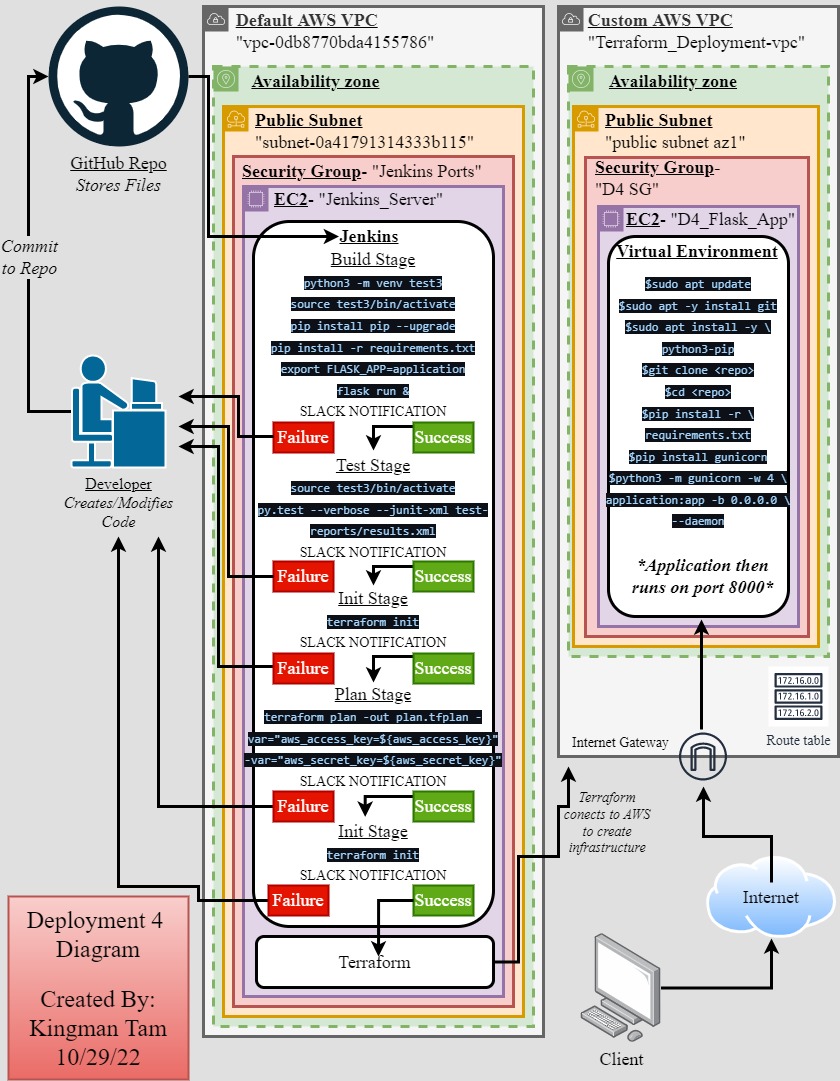 Default AWS VPC
"vpc-0db8770bda4155786"
Availability zone
Public Subnet
"subnet-0a41791314333b115"
Security Group- "Jenkins Ports"
EC2- "Jenkins_Server"
Jenkins
Build Stage
python3 -m venv test3
source test3/bin/activate
pip install pip --upgrade
pip install -r requirements.txt
export FLASK_APP=application
flask run &
SLACK NOTIFICATION
Failure
Success
Test Stage
source test3/bin/activate
py.test --verbose --junit-xml test-
reports/results.xml
SLACK NOTIFICATION
Failure
Success
Init Stage
terraform init
SLACK NOTIFICATION
Failure
Success
Plan Stage
terraform plan -out plan.tfplan -
var="aws_access_key=${aws_access_key}"
-var="aws_secret_key=${aws_secret_key}"
SLACK NOTIFICATION
Failure
Success
Init Stage
terraform init
SLACK NOTIFICATION
Failure
Success
Terraform
GitHub Repo
Stores Files
Commit
to Repo
Developer
Creates/Modifies
Code
Deployment 4
Diagram
Created By:
Kingman Tam
10/29/22
Custom AWS VPC
"Terraform_Deployment-vpc"
Availability zone
Public Subnet
"public subnet az1"
Security Group-
"D4 SG"
EC2- "D4_Flask_App"
Virtual Environment
$sudo apt update
$sudo apt -y install git
$sudo apt install -y \
python3-pip
$git clone <repo>
$cd <repo>
$pip install -r \
requirements.txt
$pip install gunicorn
$python3 -m gunicorn -w 4 \
application:app -b 0.0.0.0 \
--daemon
*Application then
runs on port 8000*
172.16.0.0
172.16.1.0
172.16.2.0
Route table
Internet Gateway
Terraform
conects to AWS
to create
infrastructure
Internet
Client